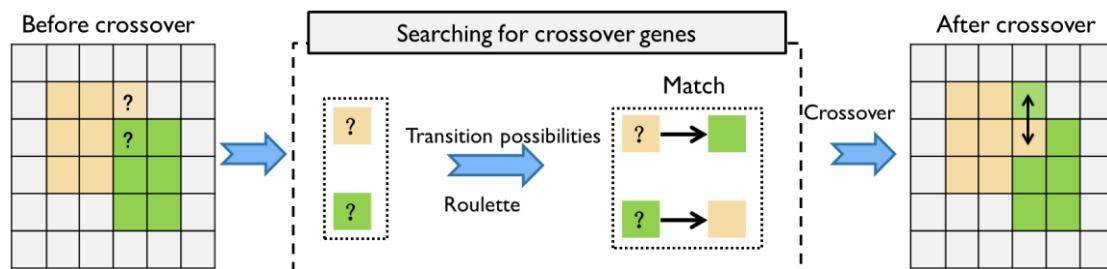 Before crossover
Searching for crossover genes
After crossover
?
?
?
?
Transition possibilities
Roulette
Match
?
?
Crossover